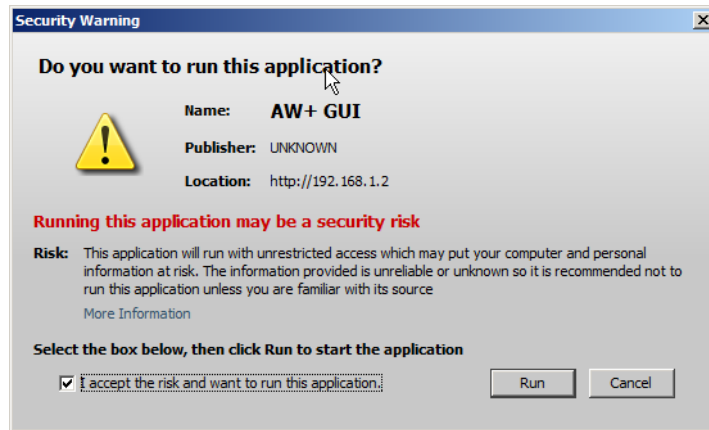 Security Warning
Do you want to run this application?
Name: AW+ GUI
Publisher: UNKNOWN
Location: http://192.168.1.2
Running this application may be a security risk
Risk: This application will run with unrestricted access which may put your computer and personal
information at risk. The information provided is unreliable or unknown so it is recommended not to
run this application unless you are familiar with its source
More Information
Select the box below, then click Run to start the application
I accept the risk and want to run this application.
Run Cancel